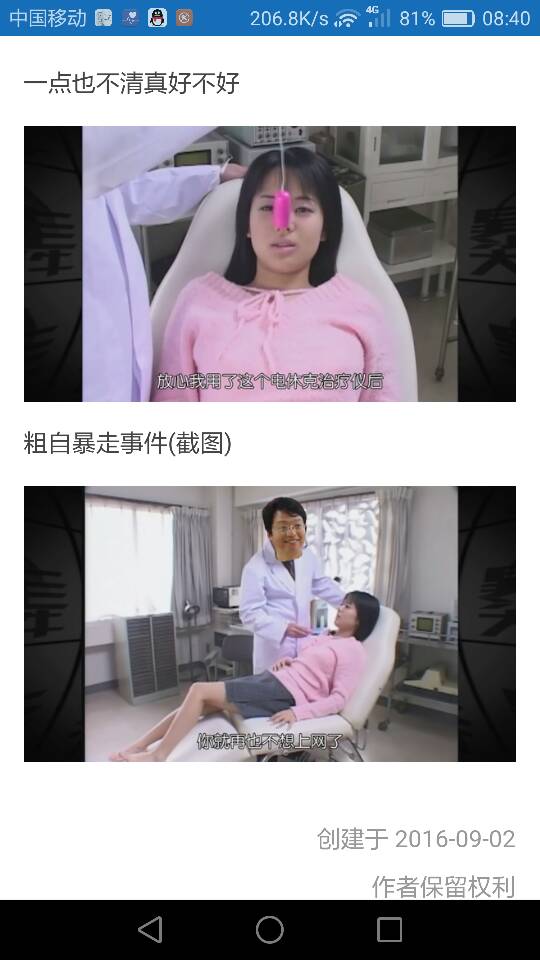 中国移动 206.8K/s 4G 81% 08:40
一点也不清真好不好
放心我用了这个电休克治疗仪后
粗自暴走事件(截图)
你就再也不想上网了
创建于 2016-09-02
作者保留权利